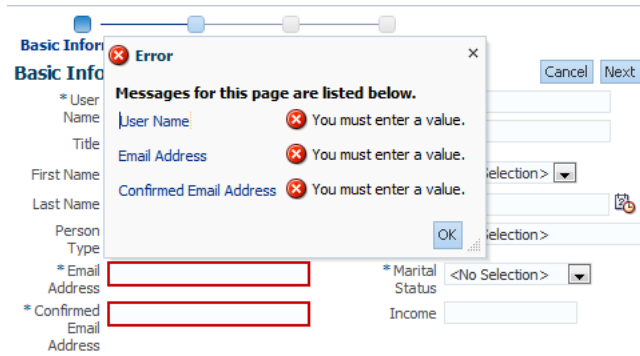 Basic Infor
Error
Basic Info
Cancel Next
Messages for this page are listed below.
* User
Name
User Name You must enter a value.
Title
Email Address You must enter a value.
First Name
Selection>
Confirmed Email Address You must enter a value.
Last Name
Person
Type
OK
Selection>
* Email
Address
* Marital
Status
<No Selection>
* Confirmed
Email
Address
Income